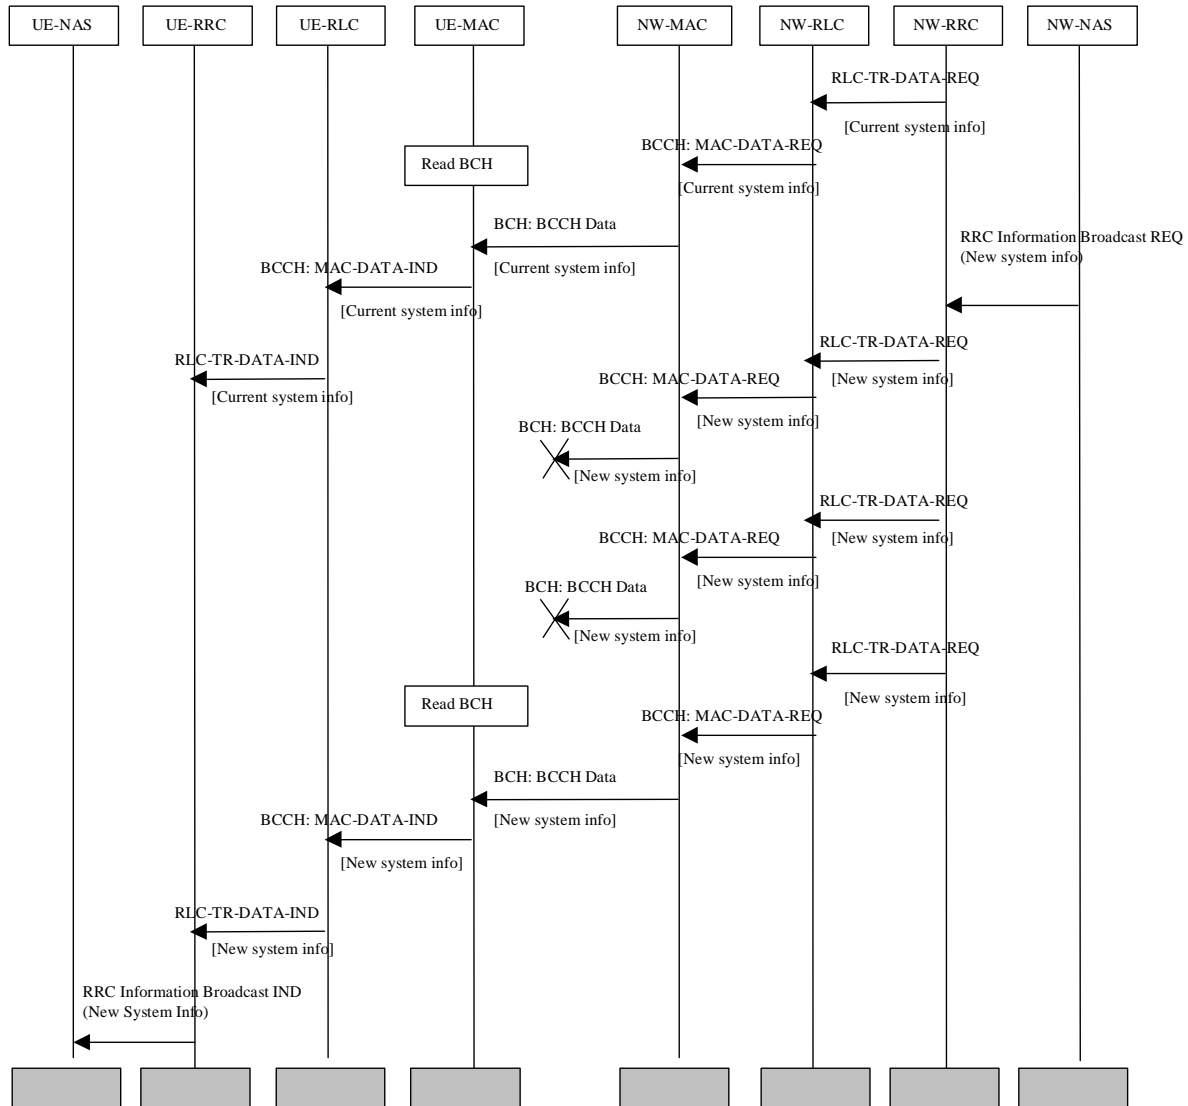 UE-NAS
UE-RRC
UE-RLC
UE-MAC
NW-MAC
NW-RLC
NW-RRC
NW-NAS
RLC-TR-DATA-REQ
[Current system info]
BCCH: MAC-DATA-REQ
Read BCH
[Current system info]
BCH: BCCH Data
RRC Information Broadcast REQ
(New system info)
[Current system info]
BCCH: MAC-DATA-IND
[Current system info]
RLC-TR-DATA-REQ
RLC-TR-DATA-IND
[New system info]
BCCH: MAC-DATA-REQ
[Current system info]
[New system info]
BCH: BCCH Data
[New system info]
RLC-TR-DATA-REQ
[New system info]
BCCH: MAC-DATA-REQ
[New system info]
BCH: BCCH Data
[New system info]
RLC-TR-DATA-REQ
[New system info]
Read BCH
BCCH: MAC-DATA-REQ
[New system info]
BCH: BCCH Data
[New system info]
BCCH: MAC-DATA-IND
[New system info]
RLC-TR-DATA-IND
[New system info]
RRC Information Broadcast IND
(New System Info)